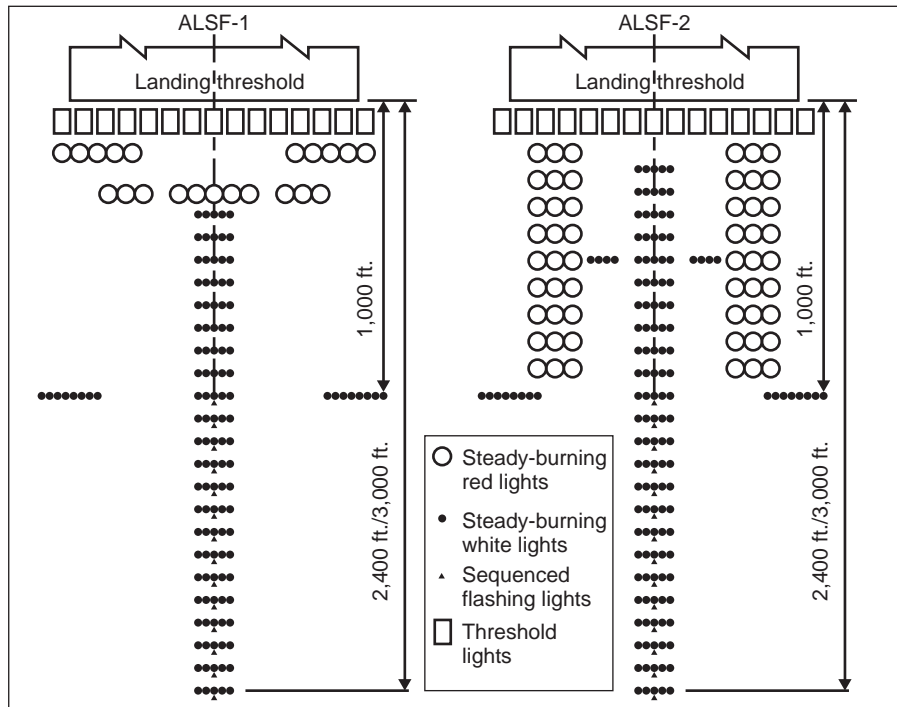 ALSF-1
Landing threshold
1,000 ft.
2,400 ft./3,000 ft.
ALSF-2
Landing threshold
1,000 ft.
2,400 ft./3,000 ft.
Steady-burning
red lights
Steady-burning
white lights
Sequenced
flashing lights
Threshold
lights